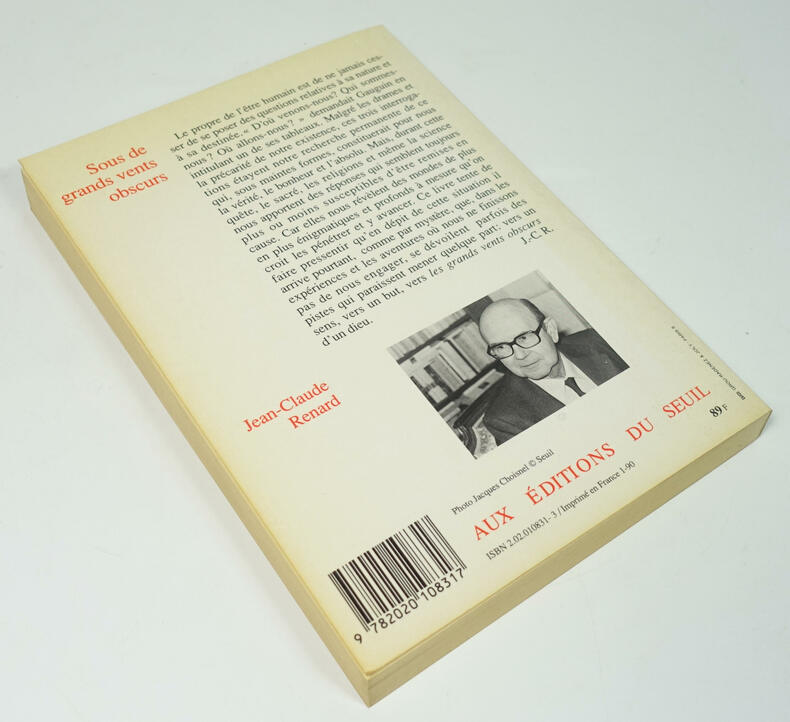 Sous de
grands vents
obscurs
Le propre de l'être humain est de ne jamais ces-
ser de se poser des questions relatives à sa nature et
à sa destinée. « D'où venons-nous? Qui sommes-
nous? Où allons-nous? » demandait Gauguin en
intitulant un de ses tableaux. Malgré les drames et
la précarité de notre existence, ces trois interroga-
tions étayent notre recherche permanente de ce
qui, sous maintes formes, constituerait pour nous
la vérité, le bonheur et l'absolu. Mais, durant cette
quête, le sacré, les religions et même la science
nous apportent des réponses qui semblent toujours
plus ou moins susceptibles d'être remises en
cause. Car elles nous révèlent des mondes de plus
en plus énigmatiques et profonds à mesure qu'on
croit les pénétrer et y avancer. Ce livre tente de
faire pressentir qu'en dépit de cette situation il
arrive pourtant, comme par mystère, que, dans les
expériences et les aventures où nous ne finissons
pas de nous engager, se dévoilent parfois des
pistes qui paraissent mener quelque part: vers un
sens, vers un but, vers les grands vents obscurs
d'un dieu.
J.-C. R.
Jean-Claude
Renard
Photo Jacques Choisnel © Seuil
AUX ÉDITIONS DU SEUIL
ISBN 2.02.010831-3 / Imprimé en France 1-90
89 F
9 782020 108317